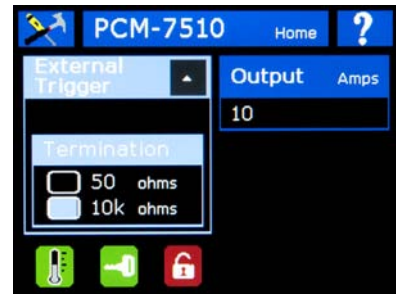 PCM-7510 Home ?
External
Trigger
Output Amps
10
Termination
50 ohms
10k ohms